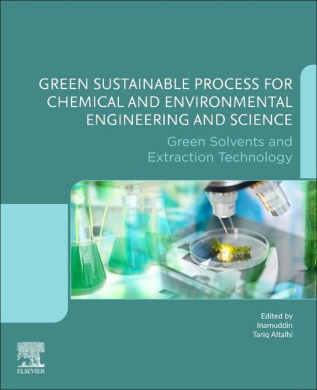 GREEN SUSTAINABLE PROCESS FOR
CHEMICAL AND ENVIRONMENTAL
ENGINEERING AND SCIENCE
Green Solvents and
Extraction Technology
Edited by
Inamuddin
Tariq Altalhi
ELSEVIER